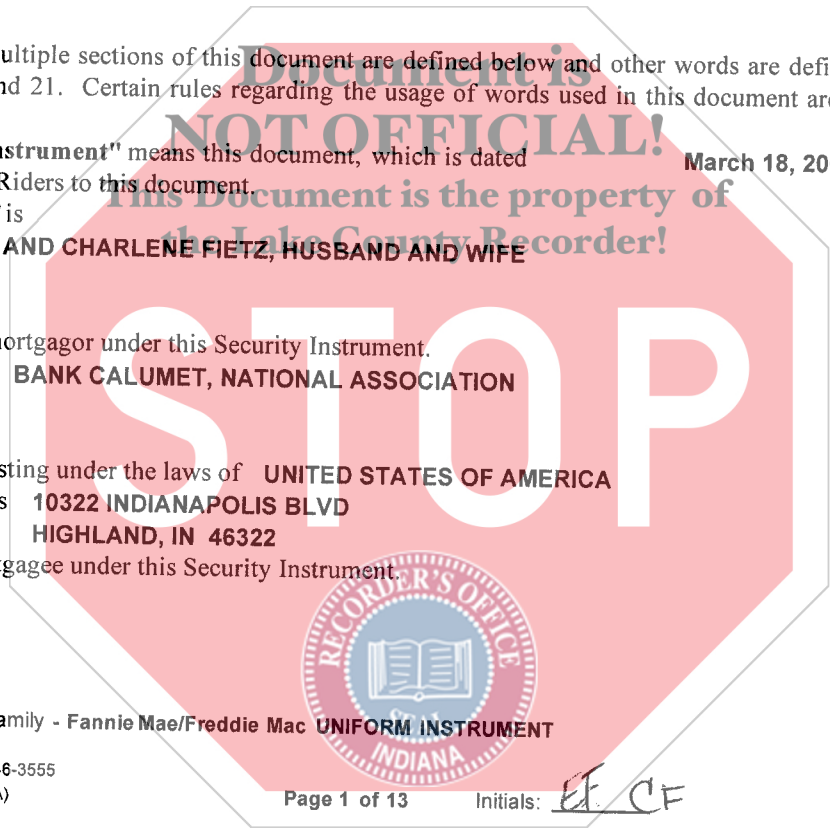 ultiple sections of this document are defined below and other words are defi
nd 21. Certain rules regarding the usage of words used in this document are
Document is
NOT OFFICIAL!
This Document is the property of
the Lake County Recorder!
nstrument" means this document, which is dated March 18, 20
Riders to this document.
is
AND CHARLENE FIETZ, HUSBAND AND WIFE
STOP
ortgagor under this Security Instrument.
BANK CALUMET, NATIONAL ASSOCIATION
sting under the laws of UNITED STATES OF AMERICA
s 10322 INDIANAPOLIS BLVD
HIGHLAND, IN 46322
gagee under this Security Instrument.
RECORDER'S OFFICE
SEAL
INDIANA
amily - Fannie Mae/Freddie Mac UNIFORM INSTRUMENT
6-3555
A)
Page 1 of 13 Initials: EF. CF